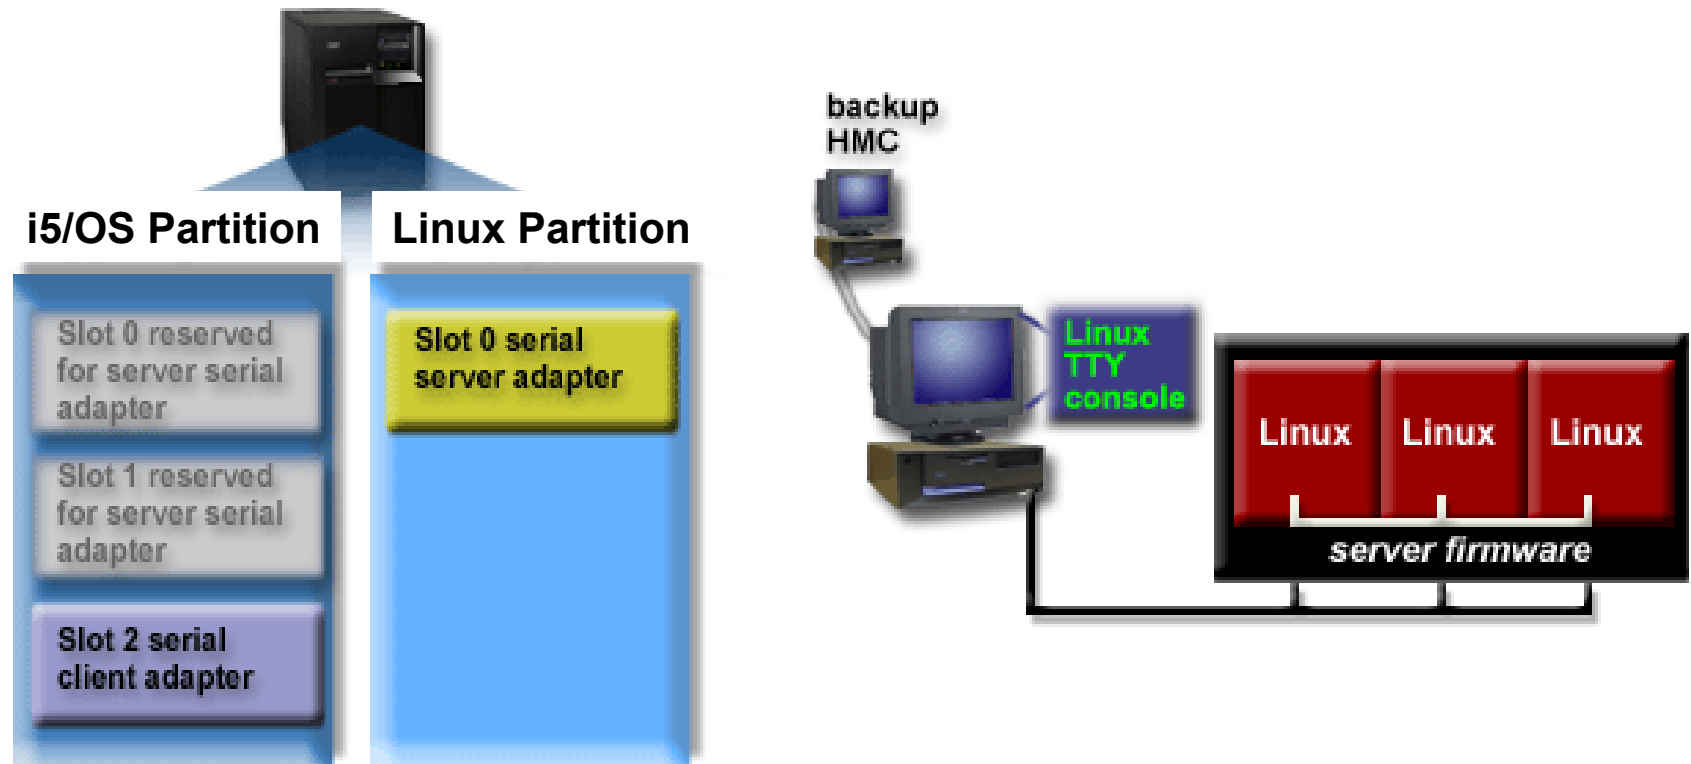 i5/OS Partition
Linux Partition
Slot 0 reserved
for server serial
adapter
Slot 1 reserved
for server serial
adapter
Slot 2 serial
client adapter
Slot 0 serial
server adapter
backup
HMC
Linux
TTY
console
Linux
Linux
Linux
server firmware